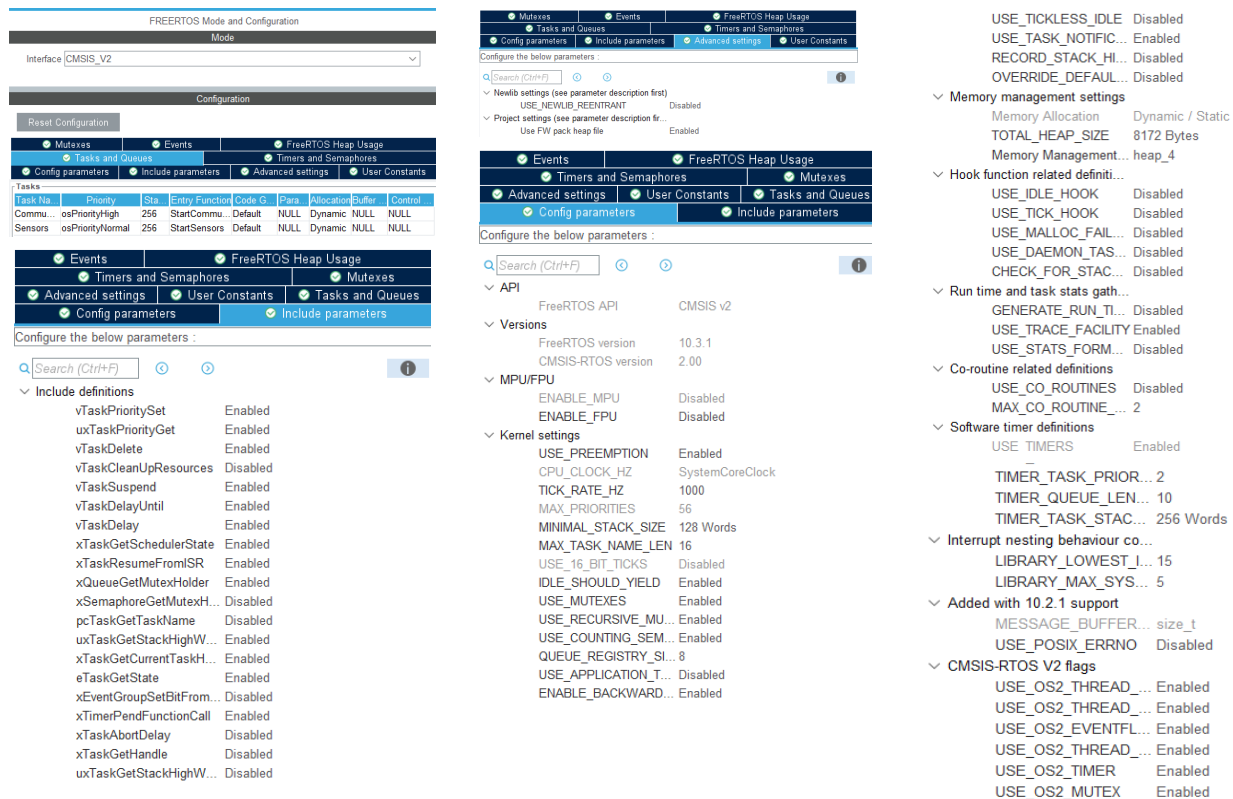 FREERTOS Mode and Configuration
Mode
Interface CMSIS_V2
Configuration
Reset Configuration
Mutexes Events FreeRTOS Heap Usage
Tasks and Queues Timers and Semaphores
Config parameters Include parameters Advanced settings User Constants
Tasks
Task Na... Priority Sta... Entry Function Code G... Para... Allocation Buffer ... Control ...
Commu... osPriorityHigh 256 StartCommu... Default NULL Dynamic NULL NULL
Sensors osPriorityNormal 256 StartSensors Default NULL Dynamic NULL NULL
Events FreeRTOS Heap Usage
Timers and Semaphores Mutexes
Advanced settings User Constants Tasks and Queues
Config parameters Include parameters
Configure the below parameters :
Search (Ctrl+F)
Include definitions
vTaskPrioritySet Enabled
uxTaskPriorityGet Enabled
vTaskDelete Enabled
vTaskCleanUpResources Disabled
vTaskSuspend Enabled
vTaskDelayUntil Enabled
vTaskDelay Enabled
xTaskGetSchedulerState Enabled
xTaskResumeFromISR Enabled
xQueueGetMutexHolder Enabled
xSemaphoreGetMutexH... Disabled
pcTaskGetTaskName Disabled
uxTaskGetStackHighW... Enabled
xTaskGetCurrentTaskH... Enabled
eTaskGetState Enabled
xEventGroupSetBitFrom... Disabled
xTimerPendFunctionCall Enabled
xTaskAbortDelay Disabled
xTaskGetHandle Disabled
uxTaskGetStackHighW... Disabled
Mutexes Events FreeRTOS Heap Usage
Tasks and Queues Timers and Semaphores
Config parameters Include parameters Advanced settings User Constants
Configure the below parameters :
Search (Ctrl+F)
Newlib settings (see parameter description first)
USE_NEWLIB_REENTRANT Disabled
Project settings (see parameter description fir...
Use FW pack heap file Enabled
Events FreeRTOS Heap Usage
Timers and Semaphores Mutexes
Advanced settings User Constants Tasks and Queues
Config parameters Include parameters
Configure the below parameters :
Search (Ctrl+F)
API
FreeRTOS API CMSIS v2
Versions
FreeRTOS version 10.3.1
CMSIS-RTOS version 2.00
MPU/FPU
ENABLE_MPU Disabled
ENABLE_FPU Disabled
Kernel settings
USE_PREEMPTION Enabled
CPU_CLOCK_HZ SystemCoreClock
TICK_RATE_HZ 1000
MAX_PRIORITIES 56
MINIMAL_STACK_SIZE 128 Words
MAX_TASK_NAME_LEN 16
USE_16_BIT_TICKS Disabled
IDLE_SHOULD_YIELD Enabled
USE_MUTEXES Enabled
USE_RECURSIVE_MU... Enabled
USE_COUNTING_SEM... Enabled
QUEUE_REGISTRY_SI... 8
USE_APPLICATION_T... Disabled
ENABLE_BACKWARD... Enabled
USE_TICKLESS_IDLE Disabled
USE_TASK_NOTIFIC... Enabled
RECORD_STACK_HI... Disabled
OVERRIDE_DEFAUL... Disabled
Memory management settings
Memory Allocation Dynamic / Static
TOTAL_HEAP_SIZE 8172 Bytes
Memory Management... heap_4
Hook function related definiti...
USE_IDLE_HOOK Disabled
USE_TICK_HOOK Disabled
USE_MALLOC_FAIL... Disabled
USE_DAEMON_TAS... Disabled
CHECK_FOR_STAC... Disabled
Run time and task stats gath...
GENERATE_RUN_TI... Disabled
USE_TRACE_FACILITY Enabled
USE_STATS_FORM... Disabled
Co-routine related definitions
USE_CO_ROUTINES Disabled
MAX_CO_ROUTINE_... 2
Software timer definitions
USE TIMERS Enabled
TIMER_TASK_PRIOR... 2
TIMER_QUEUE_LEN... 10
TIMER_TASK_STAC... 256 Words
Interrupt nesting behaviour co...
LIBRARY_LOWEST_I... 15
LIBRARY_MAX_SYS... 5
Added with 10.2.1 support
MESSAGE_BUFFER... size_t
USE_POSIX_ERRNO Disabled
CMSIS-RTOS V2 flags
USE_OS2_THREAD_... Enabled
USE_OS2_THREAD_... Enabled
USE_OS2_EVENTFL... Enabled
USE_OS2_THREAD_... Enabled
USE_OS2_TIMER Enabled
USE_OS2_MUTEX Enabled